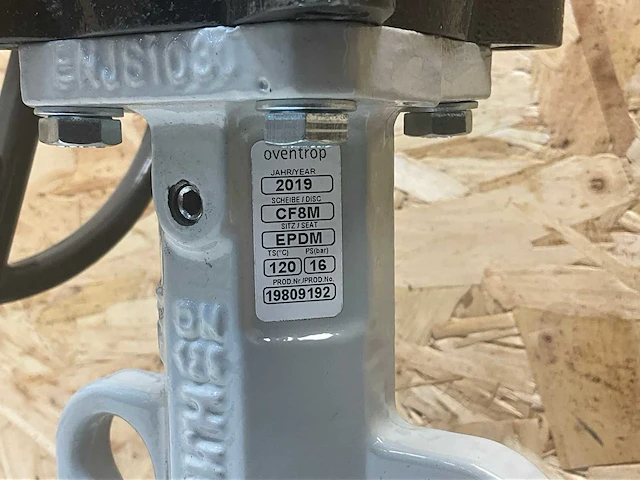 oventrop
JAHR/YEAR
2019
SCHEIBE / DISC
CF8M
SITZ / SEAT
EPDM
TS(°C) PS(bar)
120 16
PROD.Nr./PROD.No.
19809192